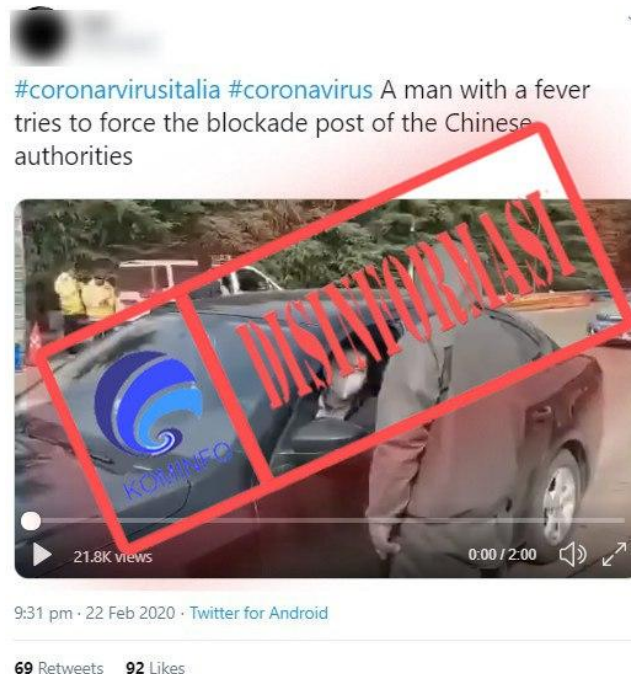 #coronarvirusitalia #coronavirus A man with a fever
tries to force the blockade post of the Chinese
authorities
DISINFORMASI
KOMINFO
21.8K views
0:00 / 2:00
9:31 pm · 22 Feb 2020 · Twitter for Android
69 Retweets 92 Likes